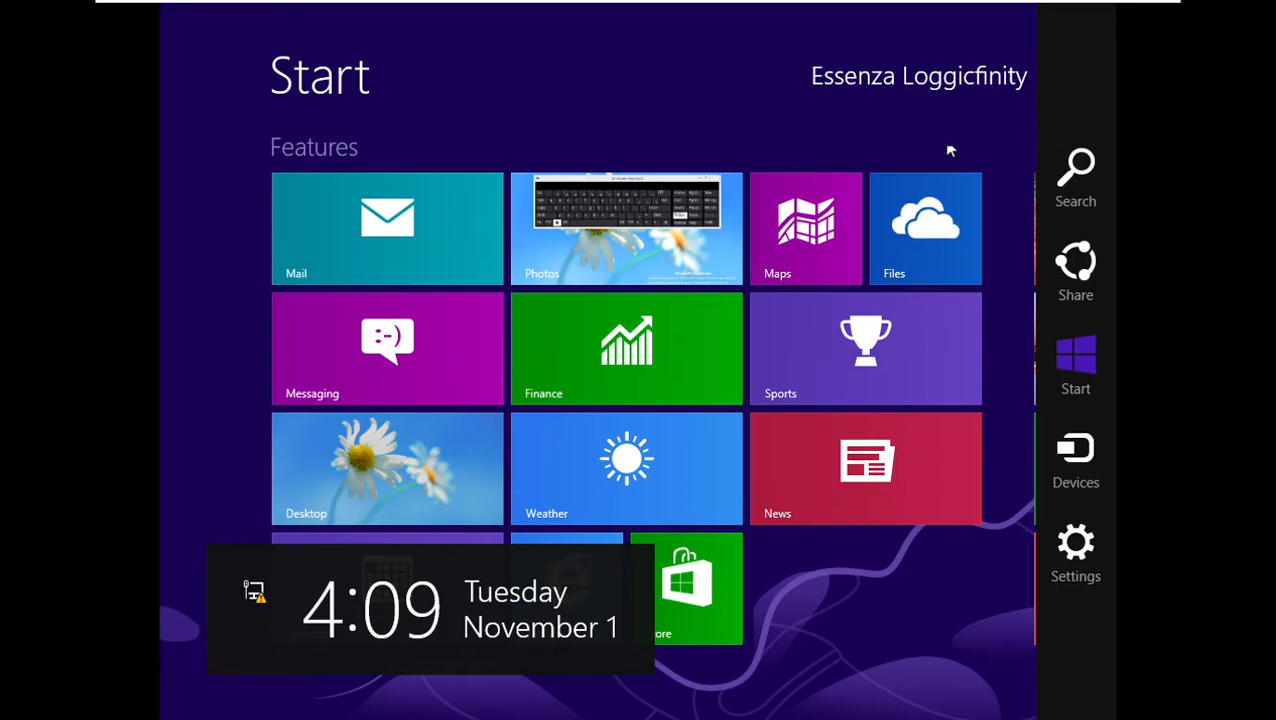 Start
Essenza Loggicfinity
Features
Mail
Photos
Maps
Files
Messaging
Finance
Sports
Desktop
Weather
News
4:09
Tuesday
November 1
Search
Share
Start
Devices
Settings